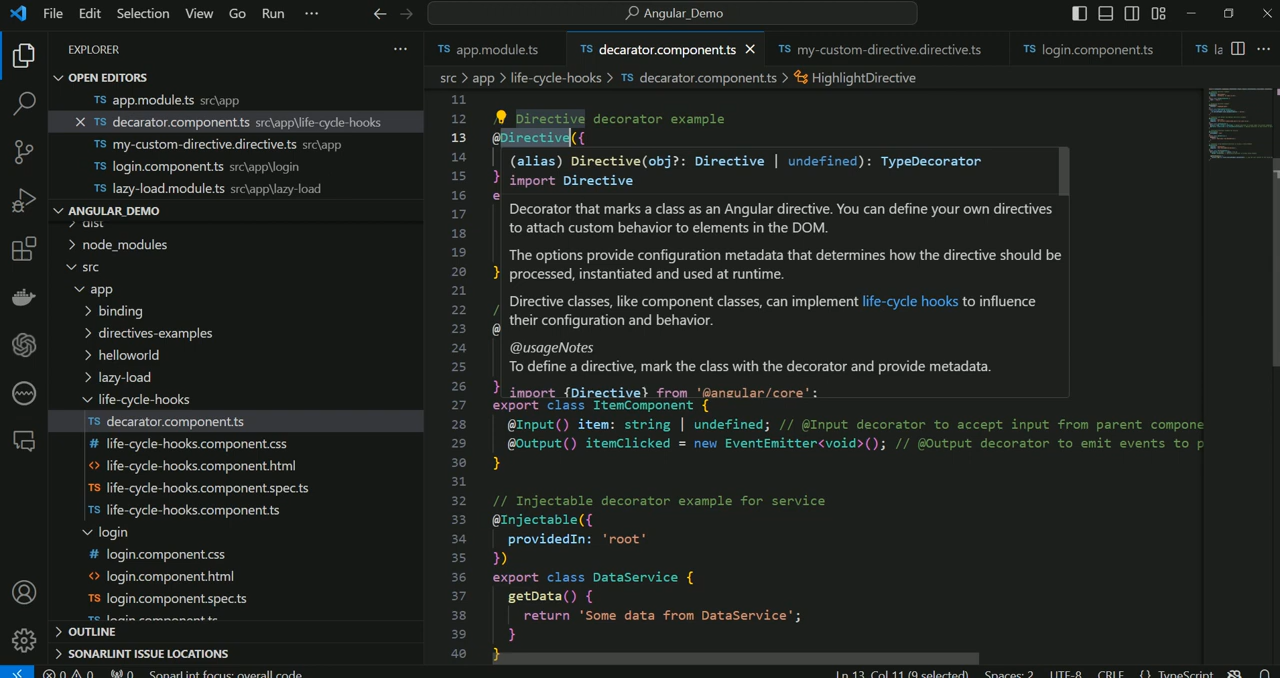 File Edit Selection View Go Run ··· Angular_Demo
EXPLORER ···
OPEN EDITORS
TS app.module.ts src\app
TS decarator.component.ts src\app\life-cycle-hooks
TS my-custom-directive.directive.ts src\app
TS login.component.ts src\app\login
TS lazy-load.module.ts src\app\lazy-load
ANGULAR_DEMO
dist
node_modules
src
app
binding
directives-examples
helloworld
lazy-load
life-cycle-hooks
TS decarator.component.ts
# life-cycle-hooks.component.css
<> life-cycle-hooks.component.html
TS life-cycle-hooks.component.spec.ts
TS life-cycle-hooks.component.ts
login
# login.component.css
<> login.component.html
TS login.component.spec.ts
TS login.component.ts
OUTLINE
SONARLINT ISSUE LOCATIONS
TS app.module.ts TS decarator.component.ts TS my-custom-directive.directive.ts TS login.component.ts TS la
src > app > life-cycle-hooks > TS decarator.component.ts > HighlightDirective
11
12 / Directive decorator example
13 @Directive({
14
15 }
16 e
17
18
19
20 }
21
22 /
23 @
24
25
26 }
(alias) Directive(obj?: Directive | undefined): TypeDecorator
import Directive
Decorator that marks a class as an Angular directive. You can define your own directives
to attach custom behavior to elements in the DOM.
The options provide configuration metadata that determines how the directive should be
processed, instantiated and used at runtime.
Directive classes, like component classes, can implement life-cycle hooks to influence
their configuration and behavior.
@usageNotes
To define a directive, mark the class with the decorator and provide metadata.
import {Directive} from '@angular/core';
27 export class ItemComponent {
28 @Input() item: string | undefined; // @Input decorator to accept input from parent compone
29 @Output() itemClicked = new EventEmitter<void>(); // @Output decorator to emit events to p
30 }
31
32 // Injectable decorator example for service
33 @Injectable({
34 providedIn: 'root'
35 })
36 export class DataService {
37 getData() {
38 return 'Some data from DataService';
39 }
40 }
0 0 0 SonarLint focus: overall code Ln 13, Col 11 (9 selected) Spaces: 2 UTF-8 CRLF {} TypeScript